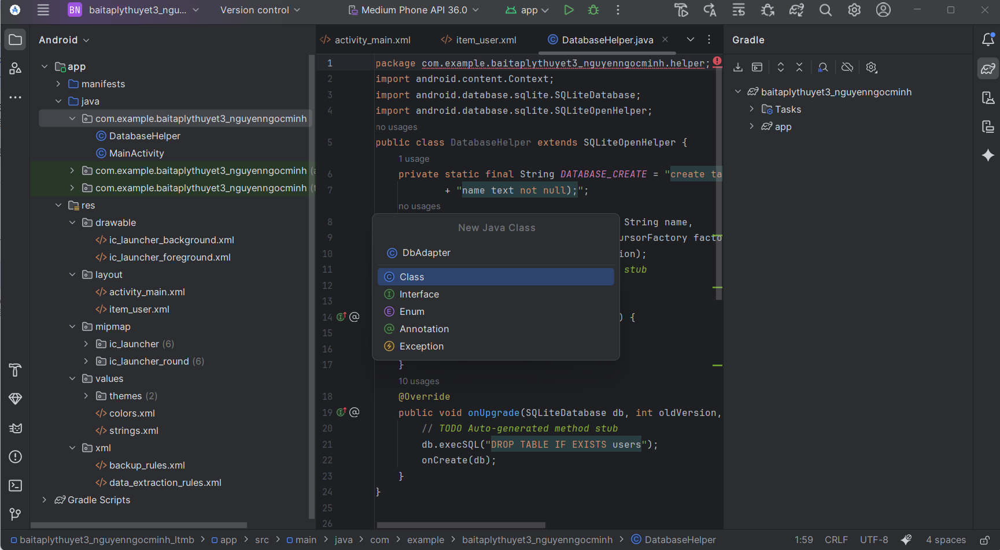 BN baitaplythuyet3_ngu... Version control Medium Phone API 36.0 app
Android
app
manifests
java
com.example.baitaplythuyet3_nguyenngocminh
DatabaseHelper
MainActivity
com.example.baitaplythuyet3_nguyenngocminh (a
com.example.baitaplythuyet3_nguyenngocminh (t
res
drawable
ic_launcher_background.xml
ic_launcher_foreground.xml
layout
activity_main.xml
item_user.xml
mipmap
ic_launcher (6)
ic_launcher_round (6)
values
themes (2)
colors.xml
strings.xml
xml
backup_rules.xml
data_extraction_rules.xml
Gradle Scripts
activity_main.xml item_user.xml DatabaseHelper.java
1 package com.example.baitaplythuyet3_nguyenngocminh.helper;
2 import android.content.Context;
3 import android.database.sqlite.SQLiteDatabase;
4 import android.database.sqlite.SQLiteOpenHelper;
no usages
5 public class DatabaseHelper extends SQLiteOpenHelper {
1 usage
6 private static final String DATABASE_CREATE = "create ta
7 + "name text not null);";
no usages
8 String name,
9 ursorFactory facto
10 ion);
11 stub
12
13
14 ) {
15
16
17 }
10 usages
18 @Override
19 public void onUpgrade(SQLiteDatabase db, int oldVersion,
20 // TODO Auto-generated method stub
21 db.execSQL("DROP TABLE IF EXISTS users");
22 onCreate(db);
23 }
24 }
25
26
New Java Class
DbAdapter
Class
Interface
Enum
Annotation
Exception
Gradle
baitaplythuyet3_nguyenngocminh
Tasks
app
baitaplythuyet3_nguyenngocminh_ltmb > app > src > main > java > com > example > baitaplythuyet3_nguyenngocminh > DatabaseHelper 1:59 CRLF UTF-8 4 spaces